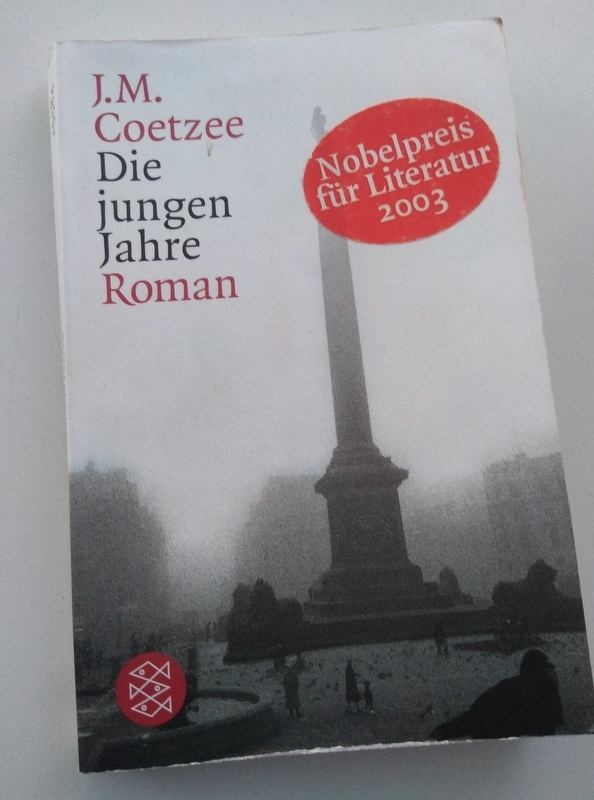 J.M.
Coetzee
Die
jungen
Jahre
Roman
Nobelpreis
für Literatur
2003